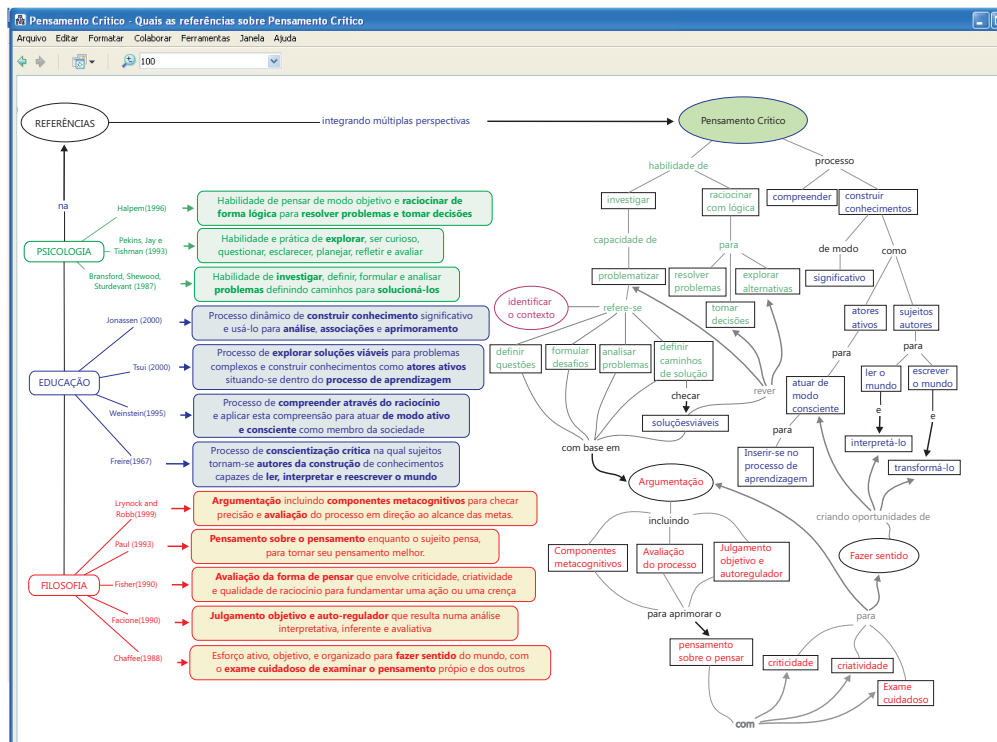 Pensamento Crítico - Quais as referências sobre Pensamento Crítico
Arquivo Editar Formatar Colaborar Ferramentas Janela Ajuda
100
REFERÊNCIAS
integrando múltiplas perspectivas
Pensamento Crítico
na
PSICOLOGIA
Halpern(1996)
Habilidade de pensar de modo objetivo e raciocinar
de forma lógica para resolver problemas e tomar decisões
Pekins, Jay e
Tishman (1993)
Habilidade e prática de explorar, ser curioso,
questionar, esclarecer, planejar, refletir e avaliar
Bransford, Shewood,
Sturdevant (1987)
Habilidade de investigar, definir, formular e analisar
problemas definindo caminhos para solucioná-los
EDUCAÇÃO
Jonassen (2000)
Processo dinâmico de construir conhecimento significativo
e usá-lo para análise, associações e aprimoramento
Tsui (2000)
Processo de explorar soluções viáveis para problemas
complexos e construir conhecimentos como atores ativos
situando-se dentro do processo de aprendizagem
Weinstein(1995)
Processo de compreender através do raciocínio
e aplicar esta compreensão para atuar de modo ativo
e consciente como membro da sociedade
Freire(1967)
Processo de conscientização critica na qual sujeitos
tornam-se autores da construção de conhecimentos
capazes de ler, interpretar e reescrever o mundo
FILOSOFIA
Lrynock and
Robb(1999)
Argumentação incluindo componentes metacognitivos para checar
precisão e avaliação do processo em direção ao alcance das metas.
Paul (1993)
Pensamento sobre o pensamento enquanto o sujeito pensa,
para tornar seu pensamento melhor.
Fisher(1990)
Avaliação da forma de pensar que envolve criticidade, criatividade
e qualidade de raciocinio para fundamentar uma ação ou uma crença
Facione(1990)
Julgamento objetivo e auto-regulador que resulta numa análise
interpretativa, inferente e avaliativa
Chaffee(1988)
Esforço ativo, objetivo, e organizado para fazer sentido do mundo, com
o exame cuidadoso de examinar o pensamento própio e dos outros
habilidade de
processo
investigar
raciocinar
com lógica
compreender
construir
conhecimentos
capacidade de
para
de modo
como
problematizar
resolver
problemas
explorar
alternativas
significativo
identificar
o contexto
refere-se
tomar
decisões
atores
ativos
sujeitos
autores
definir
questões
formular
desafios
analisar
problemas
definir
caminhos
de solução
para
para
ler o
mundo
escrever
o mundo
checar
rever
atuar de
modo
consciente
e
e
soluçõesviáveis
para
interpretá-lo
com base em
Inserir-se no
processo de
aprendizagem
transformá-lo
Argumentação
criando oportunidades de
incluindo
Fazer sentido
Componentes
metacognitivos
Avaliação
do processo
Julgamento
objetivo e
autoregulador
para aprimorar o
para
pensamento
sobre o pensar
criticidade
criatividade
Exame
cuidadoso
com